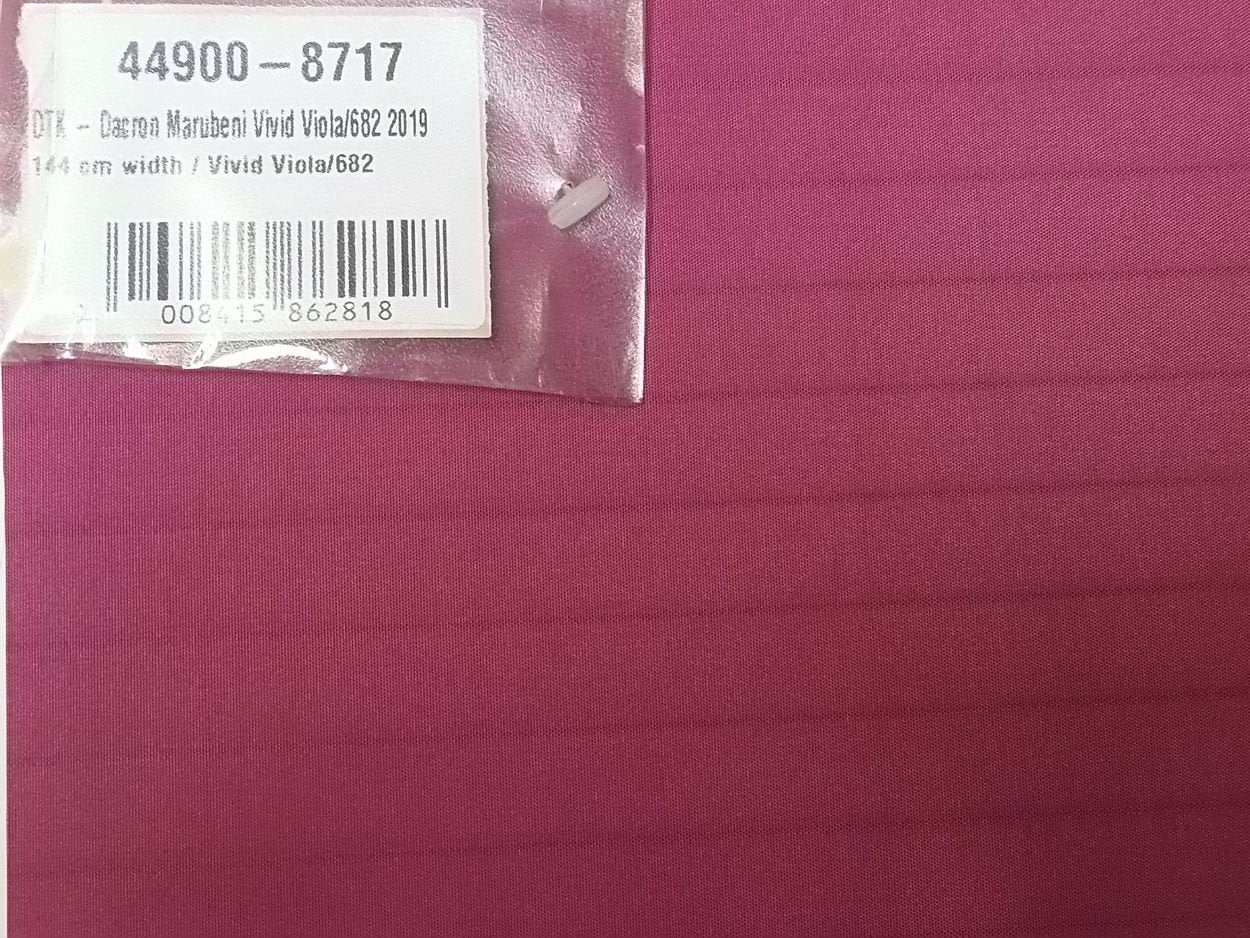 44900-8717
DTK - Dacron Marubeni Vivid Viola/682 2019
144 cm width / Vivid Viola/682
008415 862818